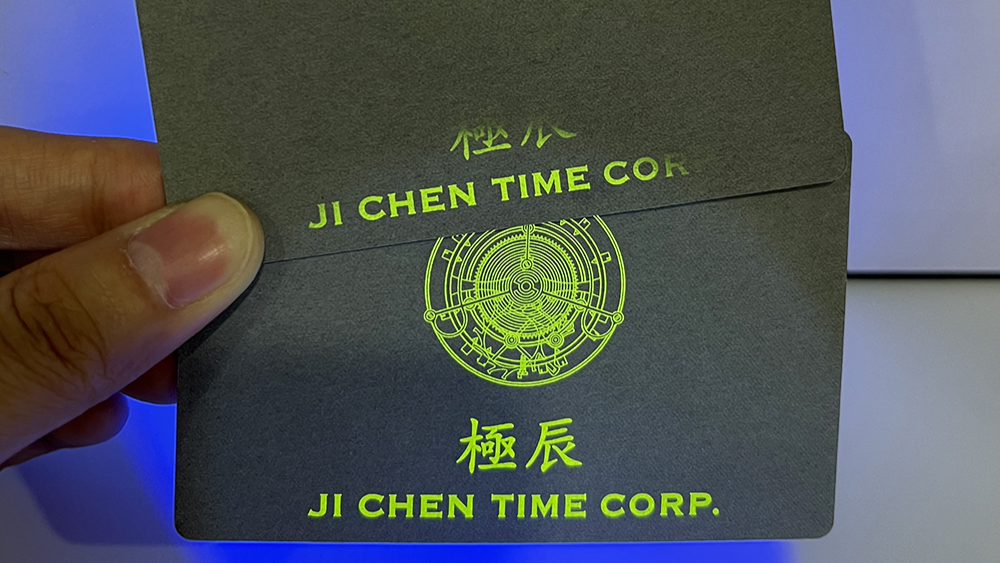 極辰
JI CHEN TIME COR
極辰
JI CHEN TIME CORP.